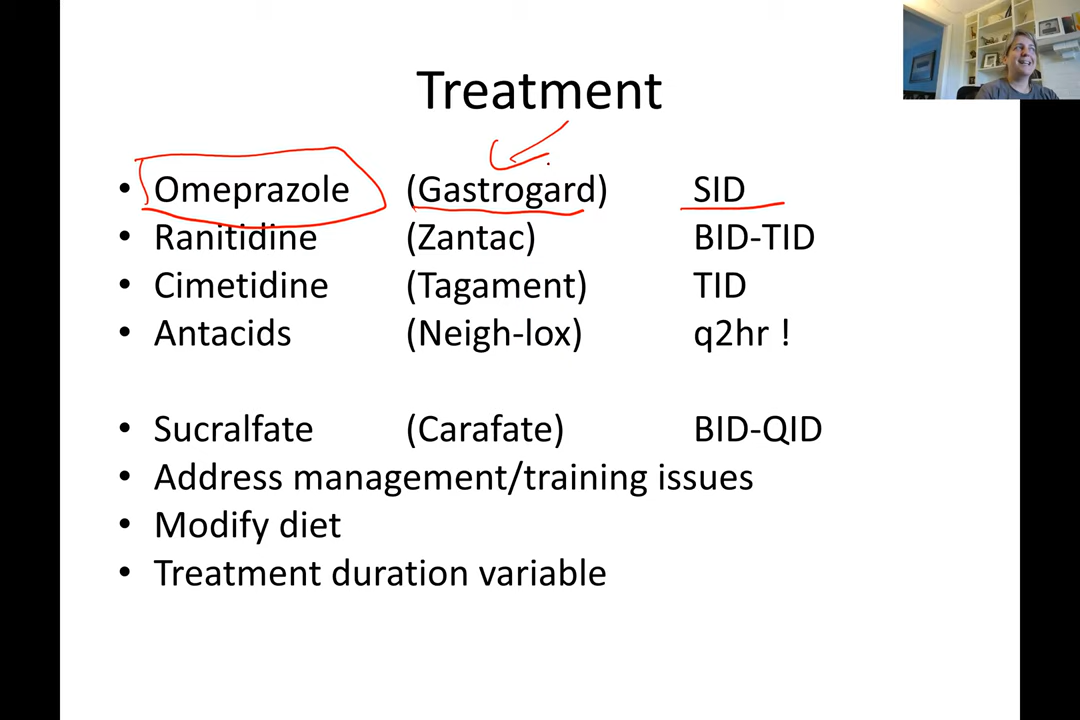 Treatment
• Omeprazole (Gastrogard) SID
• Ranitidine (Zantac) BID-TID
• Cimetidine (Tagament) TID
• Antacids (Neigh-lox) q2hr !
• Sucralfate (Carafate) BID-QID
• Address management/training issues
• Modify diet
• Treatment duration variable